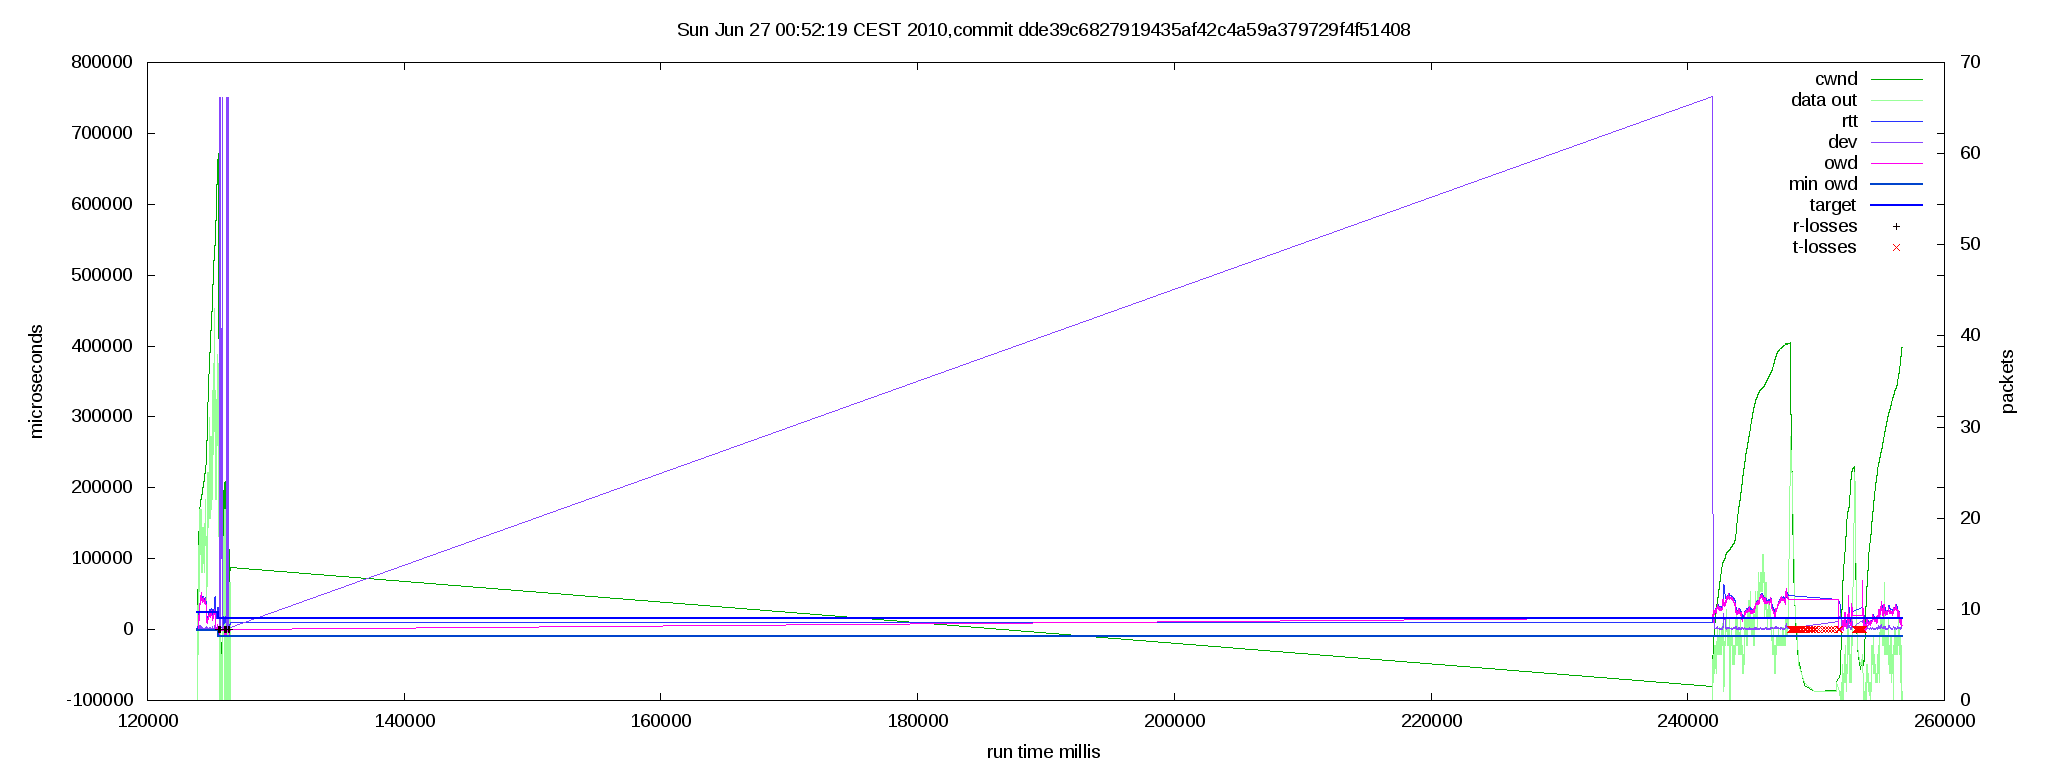 Sun Jun 27 00:52:19 CEST 2010,commit dde39c6827919435af42c4a59a379729f4f51408
800000
700000
600000
500000
400000
300000
200000
100000
0
-100000
microseconds
70
60
50
40
30
20
10
0
packets
cwnd
data out
rtt
dev
owd
min owd
target
r-losses
t-losses
120000 140000 160000 180000 200000 220000 240000 260000
run time millis